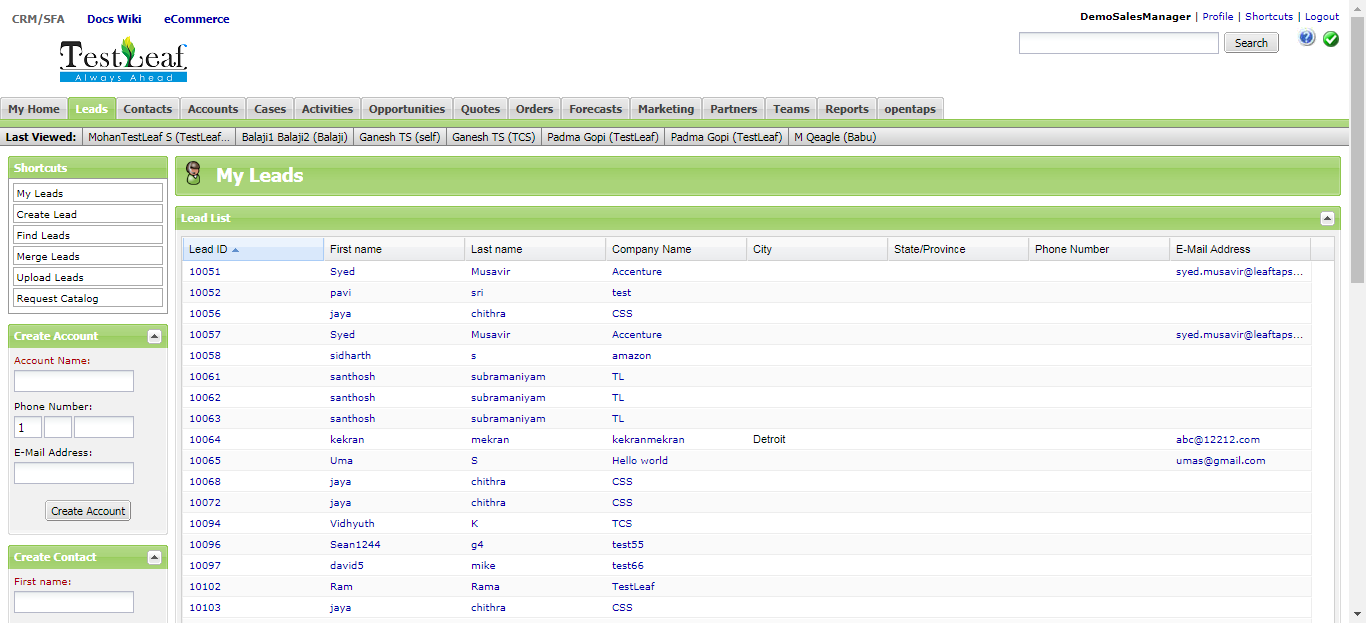 CRM/SFA Docs Wiki eCommerce
DemoSalesManager | Profile | Shortcuts | Logout
TestLeaf
Always Ahead
Search
?
My Home Leads Contacts Accounts Cases Activities Opportunities Quotes Orders Forecasts Marketing Partners Teams Reports opentaps
Last Viewed: MohanTestLeaf S (TestLeaf... Balaji1 Balaji2 (Balaji) Ganesh TS (self) Ganesh TS (TCS) Padma Gopi (TestLeaf) Padma Gopi (TestLeaf) M Qeagle (Babu)
Shortcuts
My Leads
Create Lead
Find Leads
Merge Leads
Upload Leads
Request Catalog
Create Account
Account Name:
Phone Number:
1
E-Mail Address:
Create Account
Create Contact
First name:
My Leads
Lead List
Lead ID First name Last name Company Name City State/Province Phone Number E-Mail Address
10051 Syed Musavir Accenture syed.musavir@leaftaps...
10052 pavi sri test
10056 jaya chithra CSS
10057 Syed Musavir Accenture syed.musavir@leaftaps...
10058 sidharth s amazon
10061 santhosh subramaniyam TL
10062 santhosh subramaniyam TL
10063 santhosh subramaniyam TL
10064 kekran mekran kekranmekran Detroit abc@12212.com
10065 Uma S Hello world umas@gmail.com
10068 jaya chithra CSS
10072 jaya chithra CSS
10094 Vidhyuth K TCS
10096 Sean1244 g4 test55
10097 david5 mike test66
10102 Ram Rama TestLeaf
10103 jaya chithra CSS